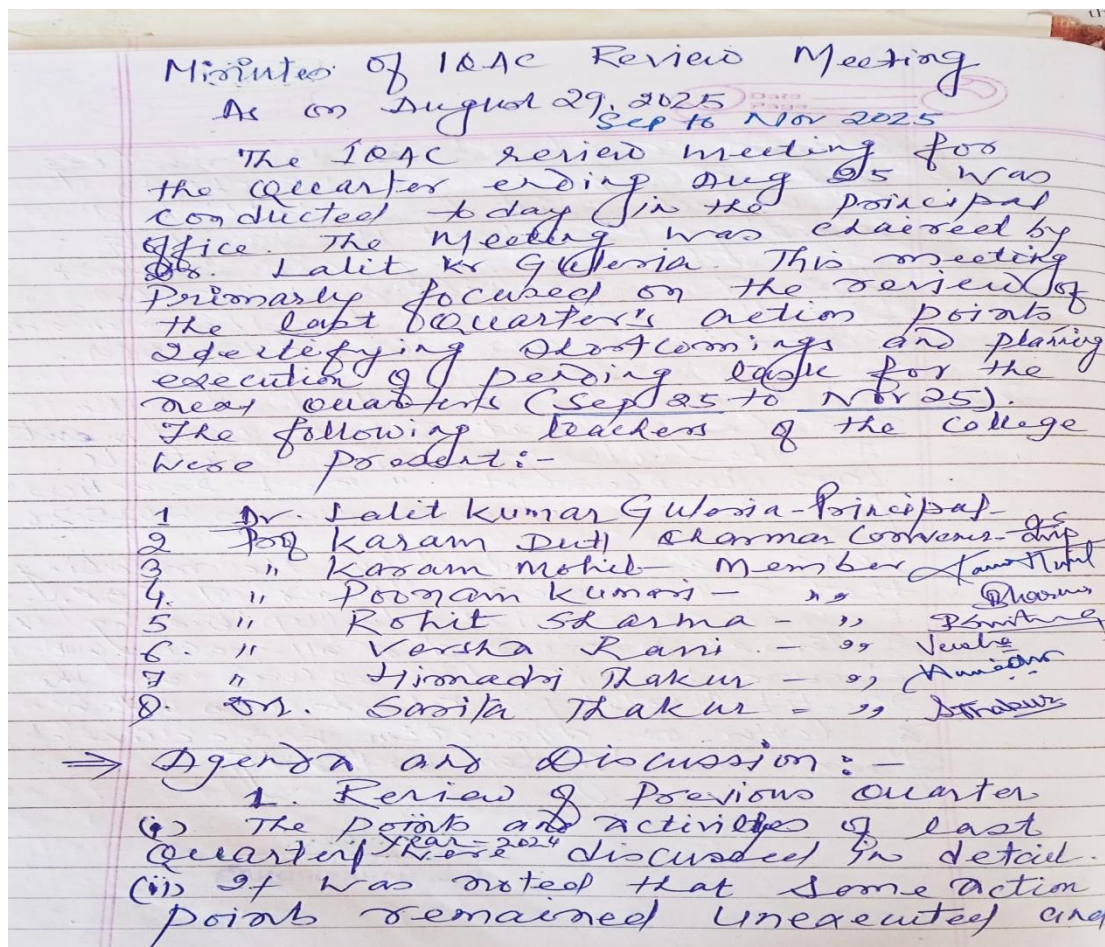 Minutes of IQAC Review Meeting
As on August 29, 2025
Sep to Nov 2025
The IQAC review meeting for
the Quarter ending Aug 25 was
conducted today in the principal
office. The Meeting was chaired by
Dr. Lalit Kr Guleria. This meeting
Primarly focused on the review of
the last Quarter's action points
Identifying Shortcomings and planing
execution of pending task for the
next quarters (Sep 25 to Nov 25).
The following teachers of the college
were present:-
1 Dr. Lalit Kumar Guleria - Principal
2 Prof Karam Dutt Sharma Convener -
3 " Karam - Member
4. " Poonam Kumari - "
5 " Rohit Sharma - "
6. " Versha Rani - " Versha
7 " Himadri Thakur - "
8. Dr. Sarita Thakur - " SThakur
⇒ Agenda and Discussion:-
1. Review of Previous Quarter
(i) The points and activities of last
Quarter year-2024 were discussed in detail.
(ii) It was noted that some action
points remained unexecuted and